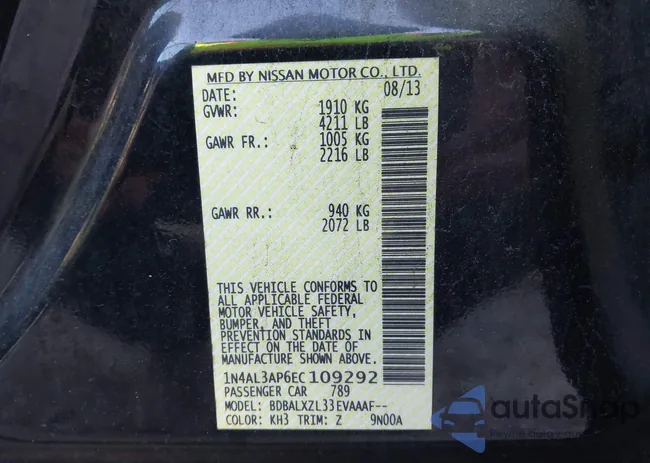 MFD BY NISSAN MOTOR CO., LTD.
DATE: 08/13
GVWR: 1910 KG
4211 LB
GAWR FR.: 1005 KG
2216 LB
GAWR RR.: 940 KG
2072 LB
THIS VEHICLE CONFORMS TO
ALL APPLICABLE FEDERAL
MOTOR VEHICLE SAFETY,
BUMPER, AND THEFT
PREVENTION STANDARDS IN
EFFECT ON THE DATE OF
MANUFACTURE SHOWN ABOVE.
1N4AL3AP6EC109292
PASSENGER CAR 789
MODEL: BDBALXZL33EVAAAF--
COLOR: KH3 TRIM: Z 9N00A
autoSnap